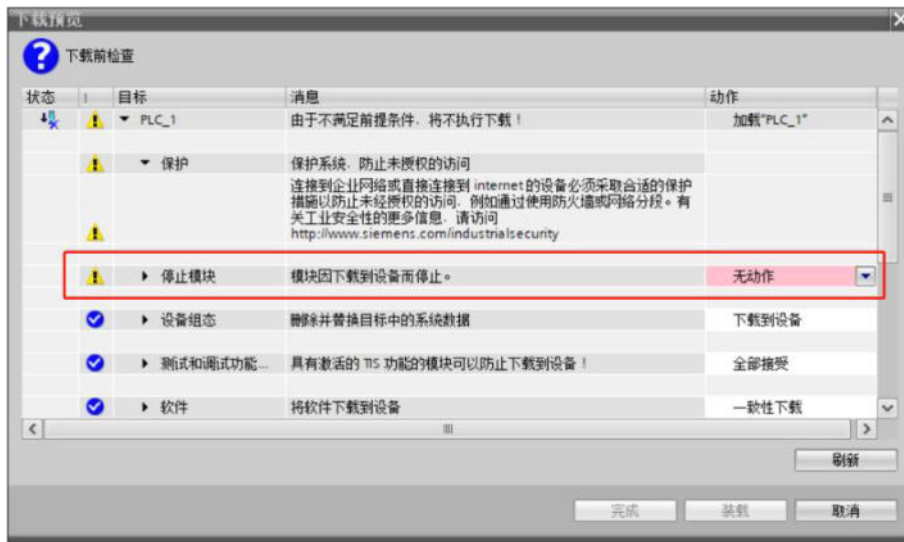 下载预览
下载前检查
状态 ! 目标 消息 动作
PLC_1 由于不满足前提条件，将不执行下载！ 加载"PLC_1"
保护 保护系统，防止未授权的访问
连接到企业网络或直接连接到 internet 的设备必须采取合适的保护
措施以防止未经授权的访问，例如通过使用防火墙或网络分段。有
关工业安全性的更多信息，请访问
http://www.siemens.com/industrialsecurity
停止模块 模块因下载到设备而停止。 无动作
设备组态 删除并替换目标中的系统数据 下载到设备
测试和调试功能... 具有激活的 TIS 功能的模块可以防止下载到设备！ 全部接受
软件 将软件下载到设备 一致性下载
刷新
完成 装载 取消